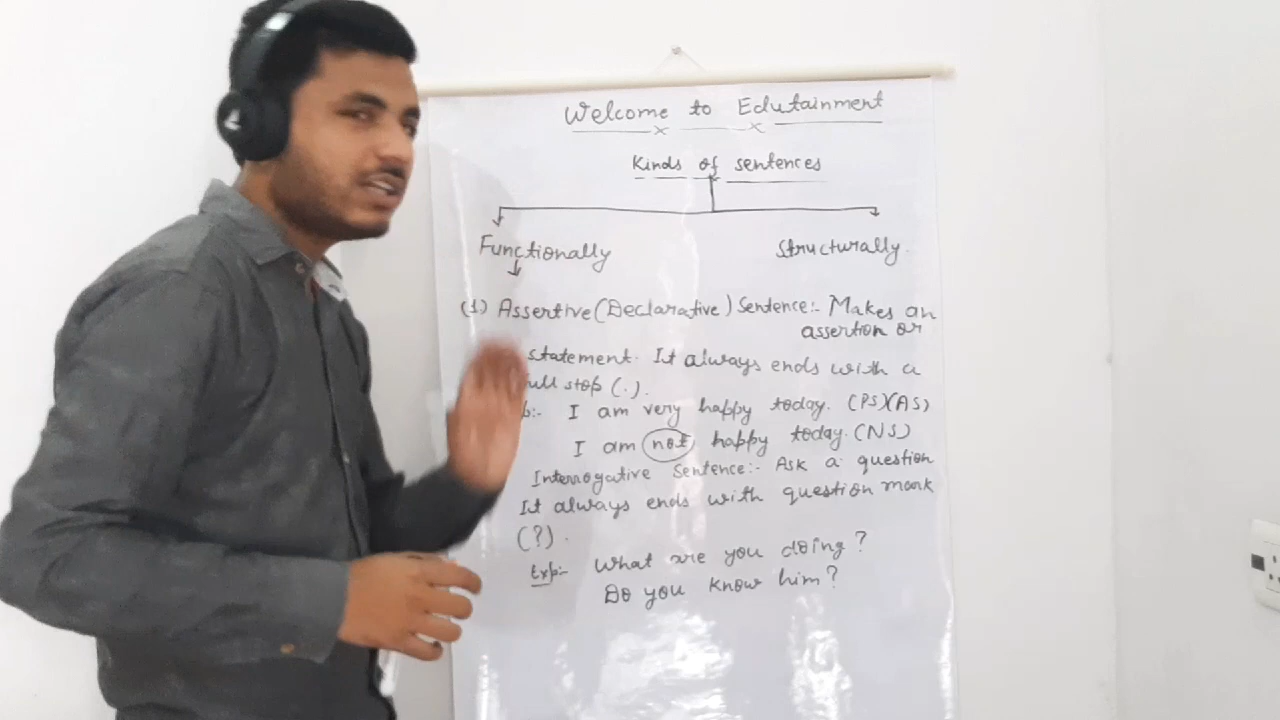 Welcome to Edutainment
Kinds of sentences
Functionally
Structurally.
(1) Assertive (Declarative) Sentence:- Makes an
assertion or
statement. It always ends with a
full stop (.).
I am very happy today. (PS)(AS)
I am not happy today. (NS)
Interrogative Sentence:- Ask a question
It always ends with question mark
(?).
Exp:- What are you doing?
Do you know him?